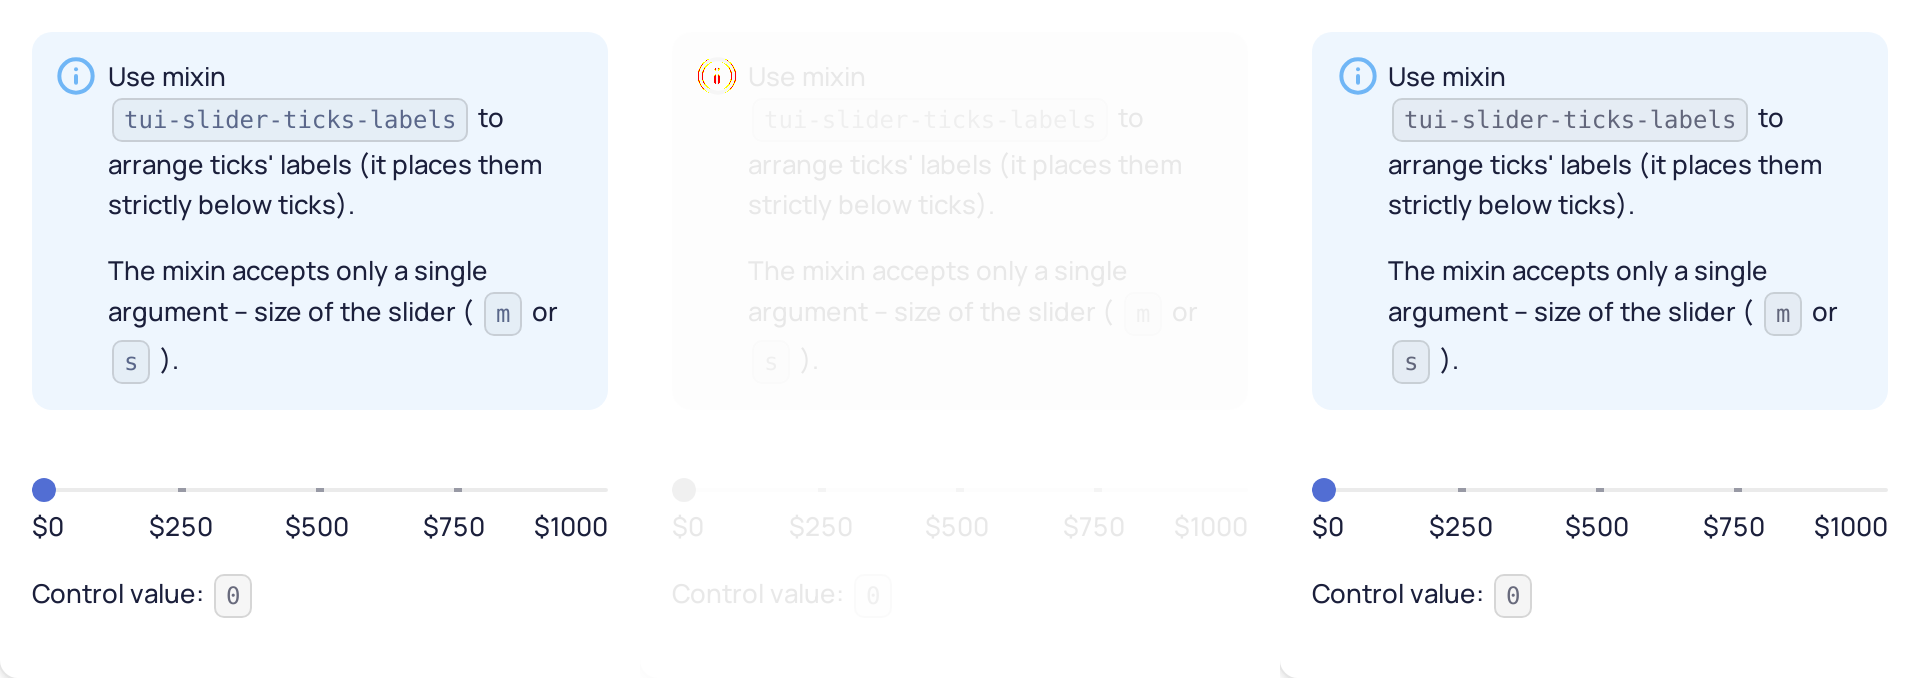 Use mixin
tui-slider-ticks-labels to
arrange ticks' labels (it places them
strictly below ticks).
The mixin accepts only a single
argument – size of the slider ( m or
s ).
$0 $250 $500 $750 $1000
Control value: 0
Use mixin
tui-slider-ticks-labels to
arrange ticks' labels (it places them
strictly below ticks).
The mixin accepts only a single
argument – size of the slider ( m or
s ).
$0 $250 $500 $750 $1000
Control value: 0
Use mixin
tui-slider-ticks-labels to
arrange ticks' labels (it places them
strictly below ticks).
The mixin accepts only a single
argument – size of the slider ( m or
s ).
$0 $250 $500 $750 $1000
Control value: 0